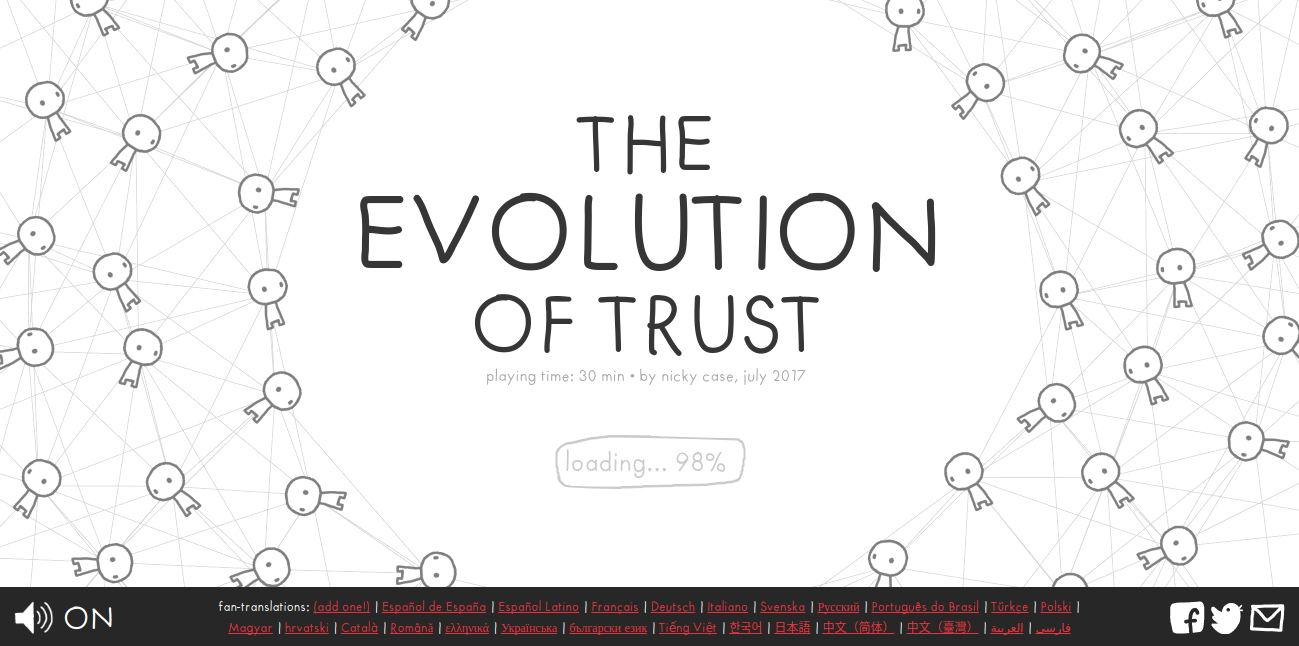 THE
EVOLUTION
OF TRUST
playing time: 30 min • by nicky case, july 2017
loading... 98%
ON
fan-translations: (add one!) | Español de España | Español Latino | Français | Deutsch | Italiano | Svenska | Русский | Português do Brasil | Türkçe | Polski |
Magyar | hrvatski | Català | Română | ελληνικά | Українська | български език | Tiếng Việt | 한국어 | 日本語 | 中文（简体） | 中文（臺灣） | العربية | فارسی